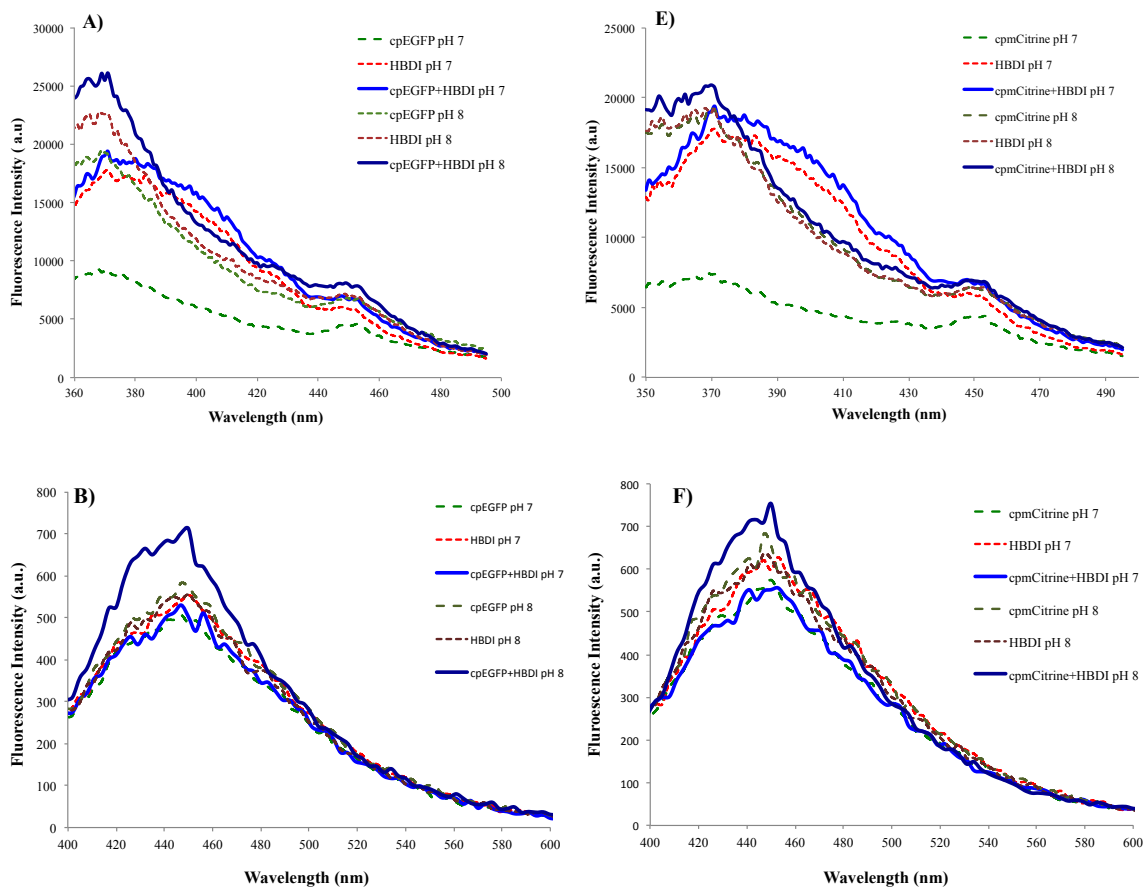 A)
cpEGFP pH 7
HBDI pH 7
cpEGFP+HBDI pH 7
cpEGFP pH 8
HBDI pH 8
cpEGFP+HBDI pH 8
Fluorescence Intensity ( a.u)
30000
25000
20000
15000
10000
5000
0
360 380 400 420 440 460 480 500
Wavelength (nm)
E)
cpmCitrine pH 7
HBDI pH 7
cpmCitrine+HBDI pH 7
cpmCitrine pH 8
HBDI pH 8
cpmCitrine+HBDI pH 8
Fluorescence Intensity (a.u)
25000
20000
15000
10000
5000
0
350 370 390 410 430 450 470 490
Wavelength (nm)
B)
cpEGFP pH 7
HBDI pH 7
cpEGFP+HBDI pH 7
cpEGFP pH 8
HBDI pH 8
cpEGFP+HBDI pH 8
Fluorescence Intensity (a.u.)
800
700
600
500
400
300
200
100
0
400 420 440 460 480 500 520 540 560 580 600
Wavelength (nm)
F)
cpmCitrine pH 7
HBDI pH 7
cpmCitrine+HBDI pH 7
cpmCitrine pH 8
HBDI pH 8
cpmCitrine+HBDI pH 8
Fluroescence Intensity (a.u.)
800
700
600
500
400
300
200
100
0
400 420 440 460 480 500 520 540 560 580 600
Wavelength (nm)